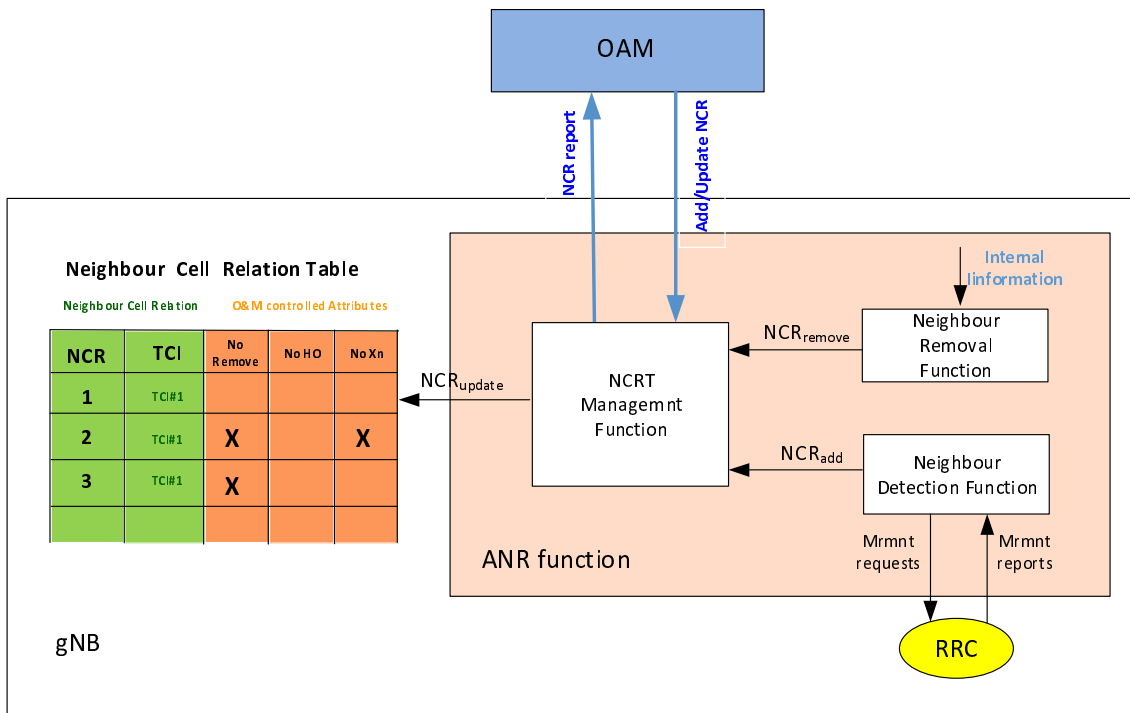 OAM
NCR report
Add/Update NCR
Neighbour Cell Relation Table
Neighbour Cell Relation
O&M controlled Attributes
NCR
TCI
No
Remove
No HO
No Xn
1
TCI#1
2
TCI#1
X
X
3
TCI#1
X
NCRupdate
NCRT
Managemnt
Function
NCRremove
NCRadd
Internal
Iinformation
Neighbour
Removal
Function
Neighbour
Detection Function
Mrmnt
requests
Mrmnt
reports
ANR function
RRC
gNB